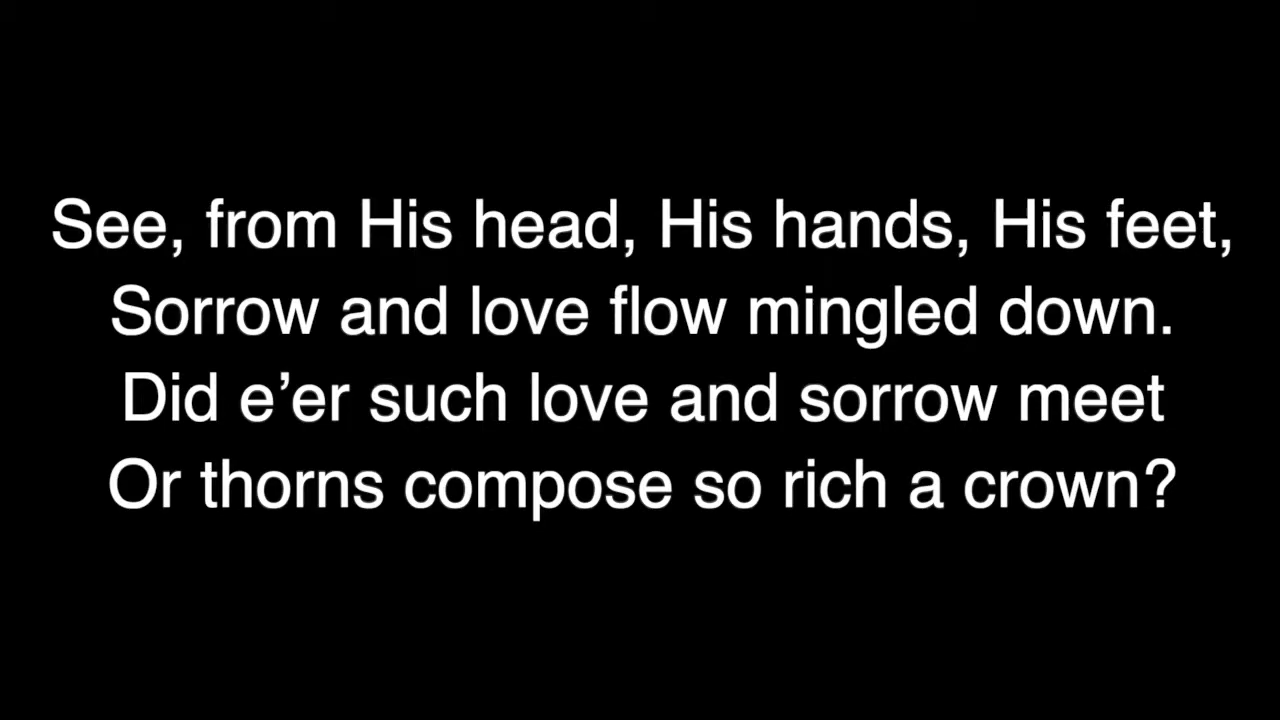 See, from His head, His hands, His feet,
Sorrow and love flow mingled down.
Did e’er such love and sorrow meet
Or thorns compose so rich a crown?